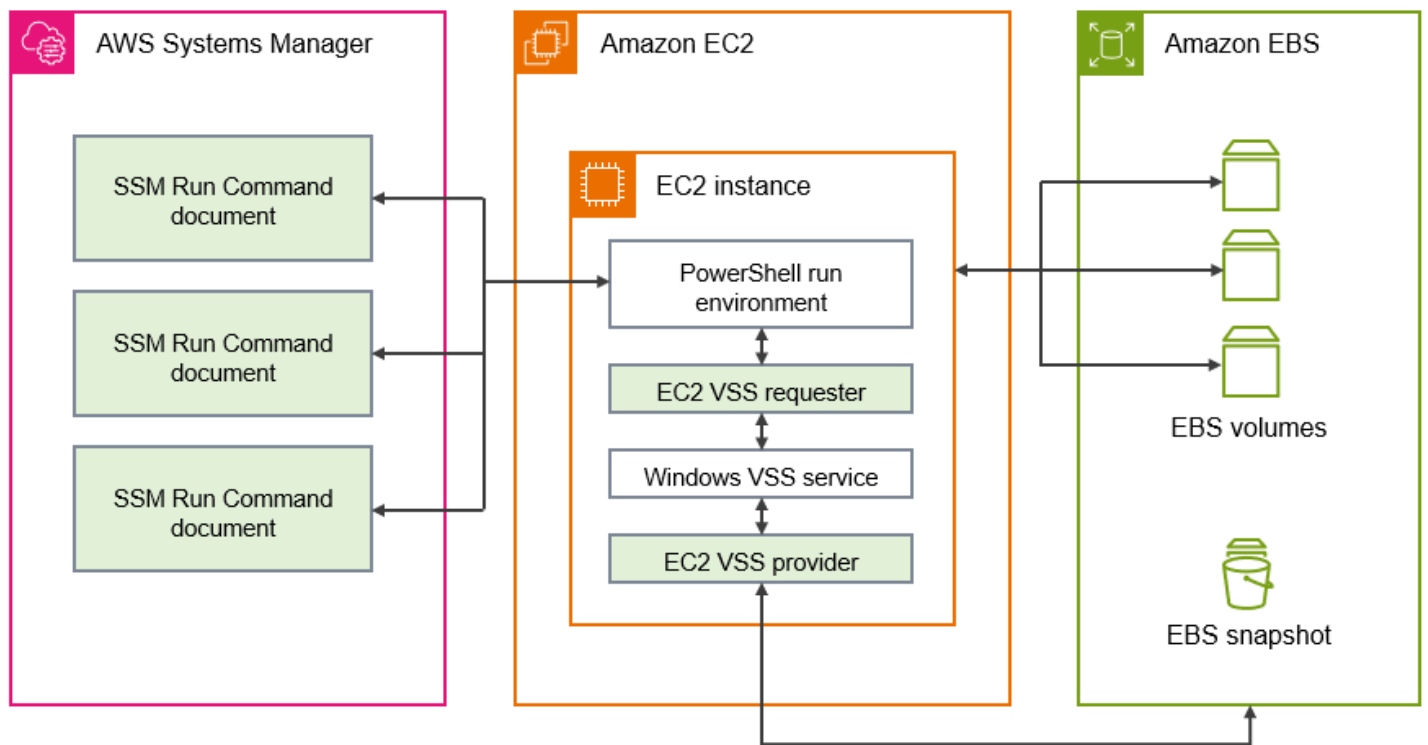 AWS Systems Manager
SSM Run Command
document
SSM Run Command
document
SSM Run Command
document
Amazon EC2
EC2 instance
PowerShell run
environment
EC2 VSS requester
Windows VSS service
EC2 VSS provider
Amazon EBS
EBS volumes
EBS snapshot